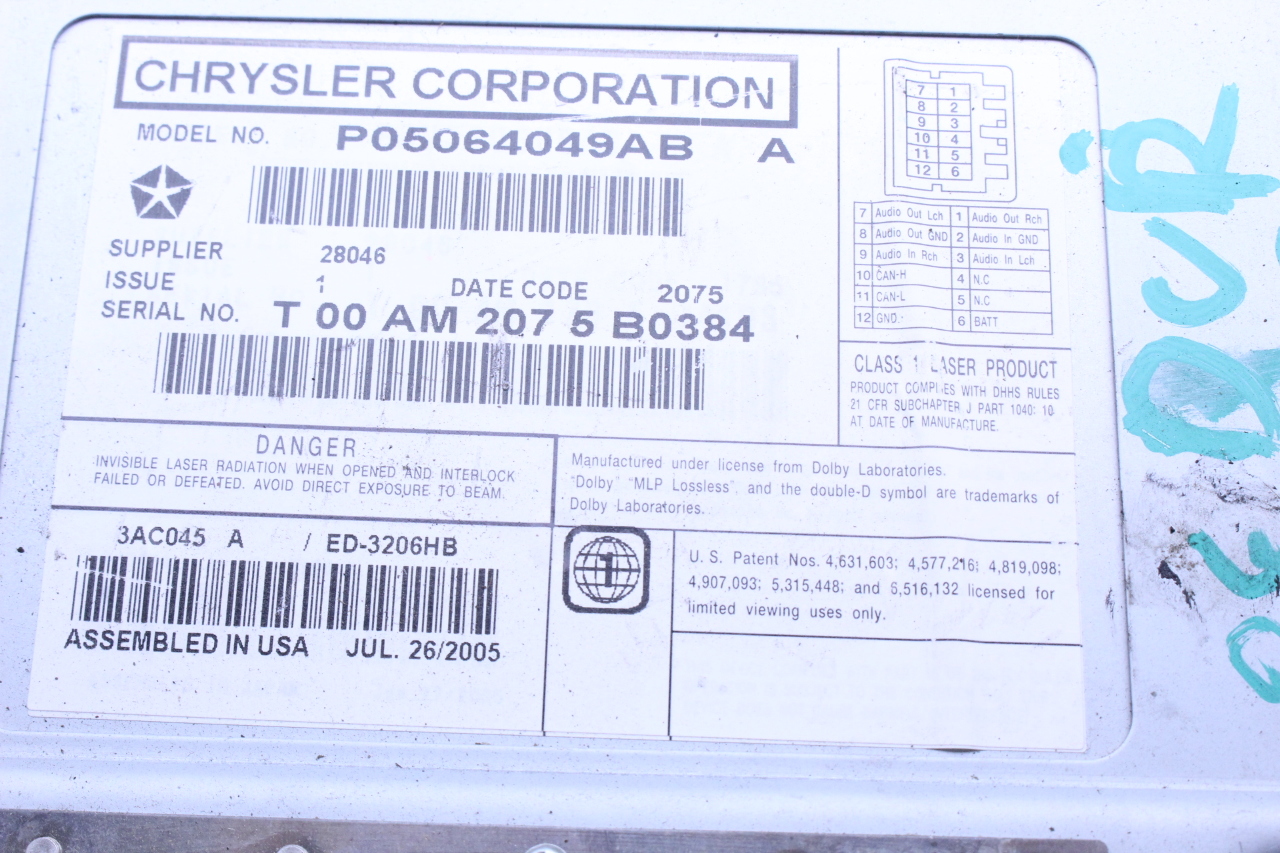 CHRYSLER CORPORATION
MODEL NO. P05064049AB A
SUPPLIER 28046
ISSUE 1 DATE CODE 2075
SERIAL NO. T 00 AM 207 5 B0384
7 1
8 2
9 3
10 4
11 5
12 6
7 Audio Out Lch 1 Audio Out Rch
8 Audio Out GND 2 Audio In GND
9 Audio In Rch 3 Audio In Lch
10 CAN-H 4 N.C
11 CAN-L 5 N.C
12 GND. 6 BATT
CLASS 1 LASER PRODUCT
PRODUCT COMPLIES WITH DHHS RULES
21 CFR SUBCHAPTER J PART 1040: 10
AT DATE OF MANUFACTURE.
DANGER
INVISIBLE LASER RADIATION WHEN OPENED AND INTERLOCK
FAILED OR DEFEATED. AVOID DIRECT EXPOSURE TO BEAM.
Manufactured under license from Dolby Laboratories.
"Dolby" "MLP Lossless", and the double-D symbol are trademarks of
Dolby Laboratories.
3AC045 A / ED-3206HB
ASSEMBLED IN USA JUL. 26/2005
1
U.S. Patent Nos. 4,631,603; 4,577,216; 4,819,098;
4,907,093; 5,315,448; and 6,516,132 licensed for
limited viewing uses only.